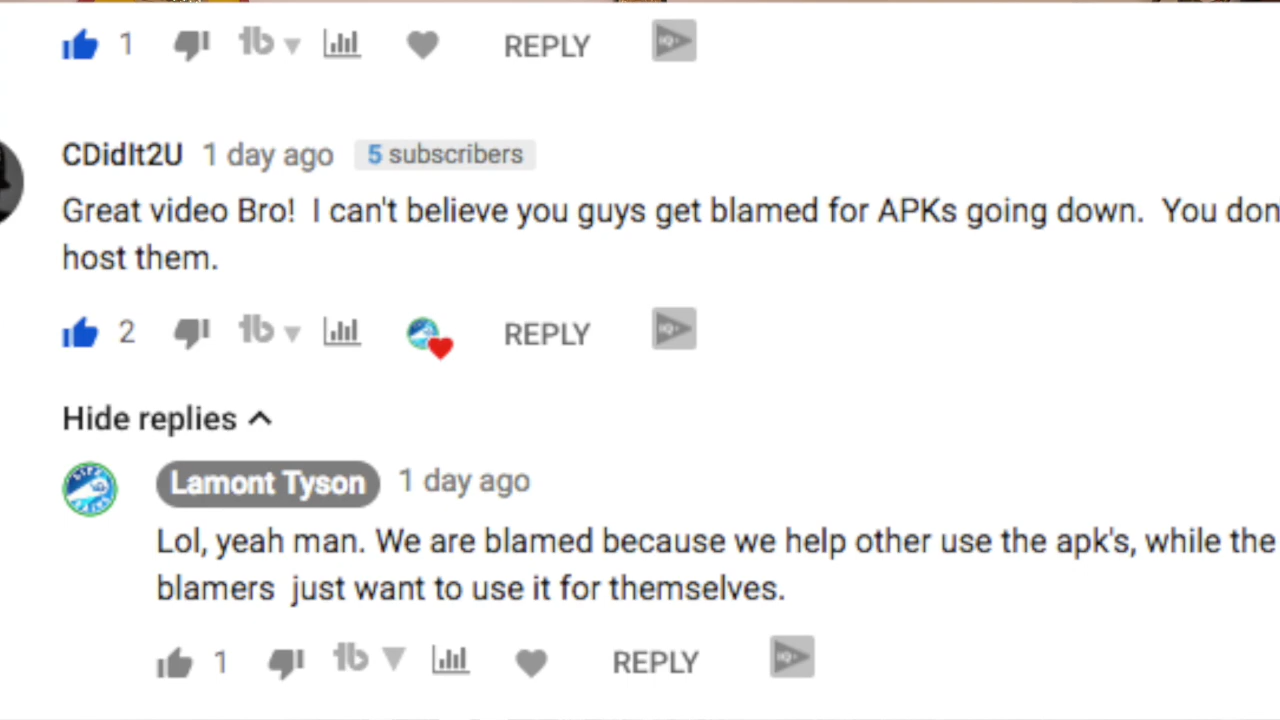 1 REPLY
CDidIt2U 1 day ago 5 subscribers
Great video Bro!  I can't believe you guys get blamed for APKs going down.  You don
host them.
2 REPLY
Hide replies
Lamont Tyson 1 day ago
Lol, yeah man. We are blamed because we help other use the apk's, while the
blamers  just want to use it for themselves.
1 REPLY